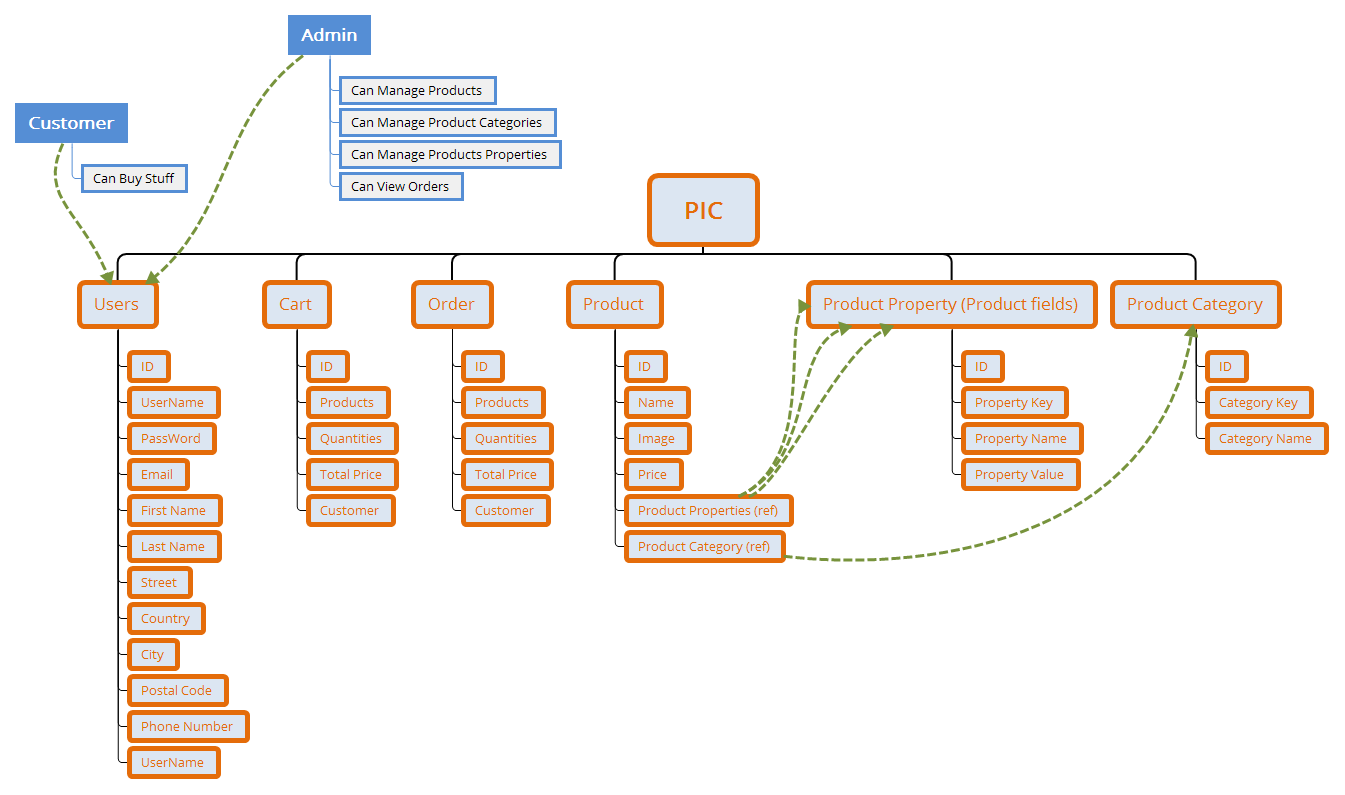 Admin
Can Manage Products
Can Manage Product Categories
Can Manage Products Properties
Can View Orders
Customer
Can Buy Stuff
PIC
Users
ID
UserName
PassWord
Email
First Name
Last Name
Street
Country
City
Postal Code
Phone Number
UserName
Cart
ID
Products
Quantities
Total Price
Customer
Order
ID
Products
Quantities
Total Price
Customer
Product
ID
Name
Image
Price
Product Properties (ref)
Product Category (ref)
Product Property (Product fields)
ID
Property Key
Property Name
Property Value
Product Category
ID
Category Key
Category Name